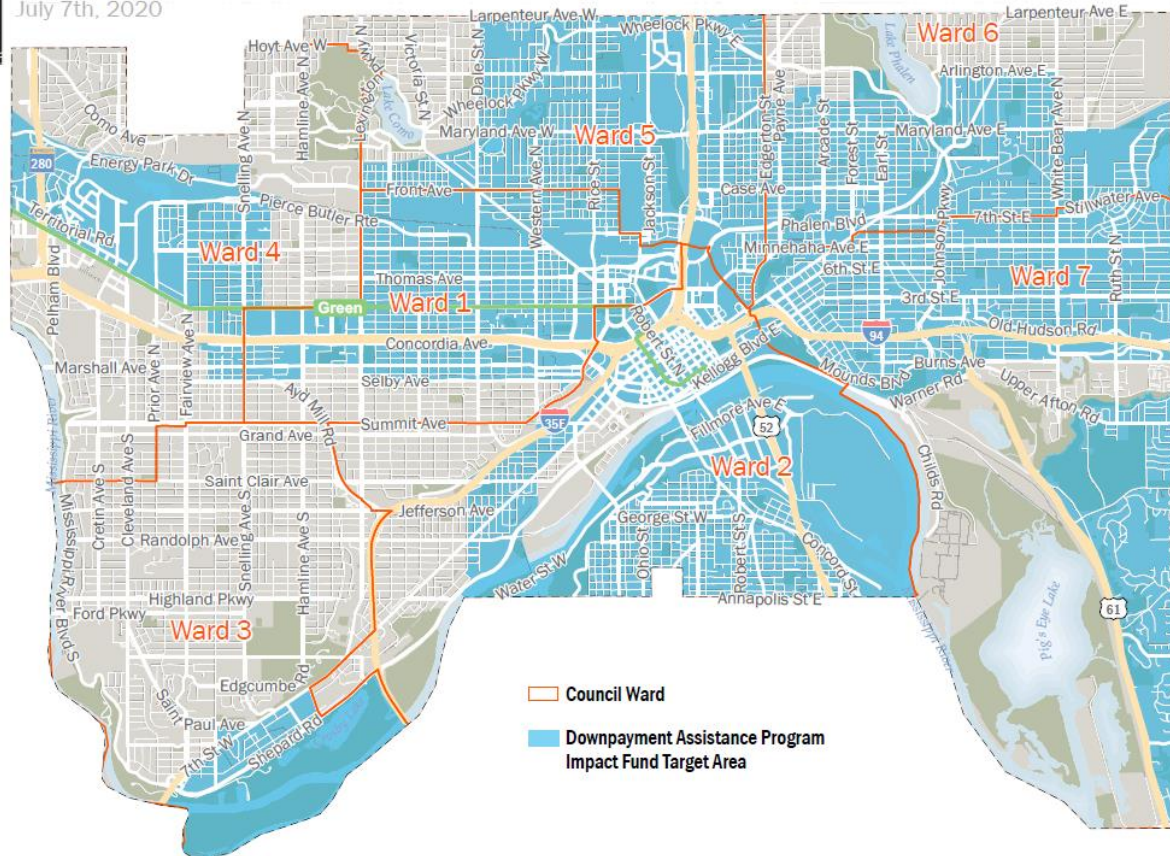 July 7th, 2020
Larpenteur Ave W
Larpenteur Ave E
Wheelock Pkwy E
Ward 6
Hoyt Ave W
Lexington Pkwy N
Victoria St N
Dale St N
Lake Phalen
Arlington Ave E
Hamline Ave N
Lake Como
Wheelock Pkwy W
Payne Ave
Edgerton St
Arcade St
Forest St
Earl St
White Bear Ave N
Como Ave
Snelling Ave N
Maryland Ave W
Ward 5
Maryland Ave E
280
Energy Park Dr
Front Ave
Western Ave N
Rice St
Jackson St
Case Ave
Johnson Pkwy
Stillwater Ave
7th St E
Pierce Butler Rte
Territorial Rd
Phalen Blvd
Minnehaha Ave E
Ward 4
6th St E
Ward 7
Ruth St N
Pelham Blvd
Thomas Ave
Green
Ward 1
3rd St E
Robert St N
94
Old Hudson Rd
Prior Ave N
Fairview Ave N
Concordia Ave
Kellogg Blvd E
Marshall Ave
Selby Ave
Mounds Blvd
Burns Ave
Warner Rd
Upper Afton Rd
Ayd Mill Rd
Mississippi River
Summit Ave
35E
Fillmore Ave E
52
Grand Ave
Cretin Ave S
Cleveland Ave S
Saint Clair Ave
Ward 2
Childs Rd
Mississippi River Blvd S
Snelling Ave S
Hamline Ave S
Jefferson Ave
George St W
Randolph Ave
Ohio St
Robert St S
Concord St
Water St W
Highland Pkwy
Annapolis St E
Ford Pkwy
61
Ward 3
Pig's Eye Lake
Mississippi River
Edgcumbe Rd
Saint Paul Ave
Shepard Rd
7th St W
Council Ward
Downpayment Assistance Program
Impact Fund Target Area